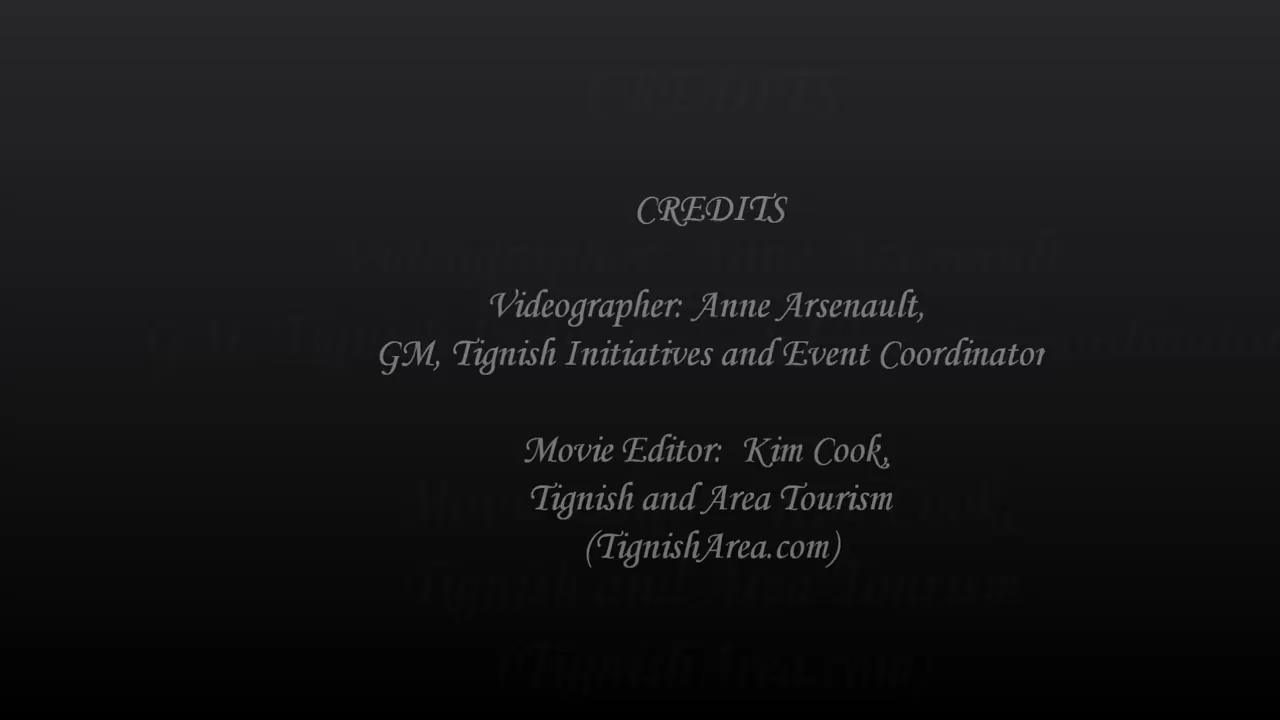 CREDITS
Videographer: Anne Arsenault,
GM, Tignish Initiatives and Event Coordinator
Movie Editor: Kim Cook,
Tignish and Area Tourism
(TignishArea.com)